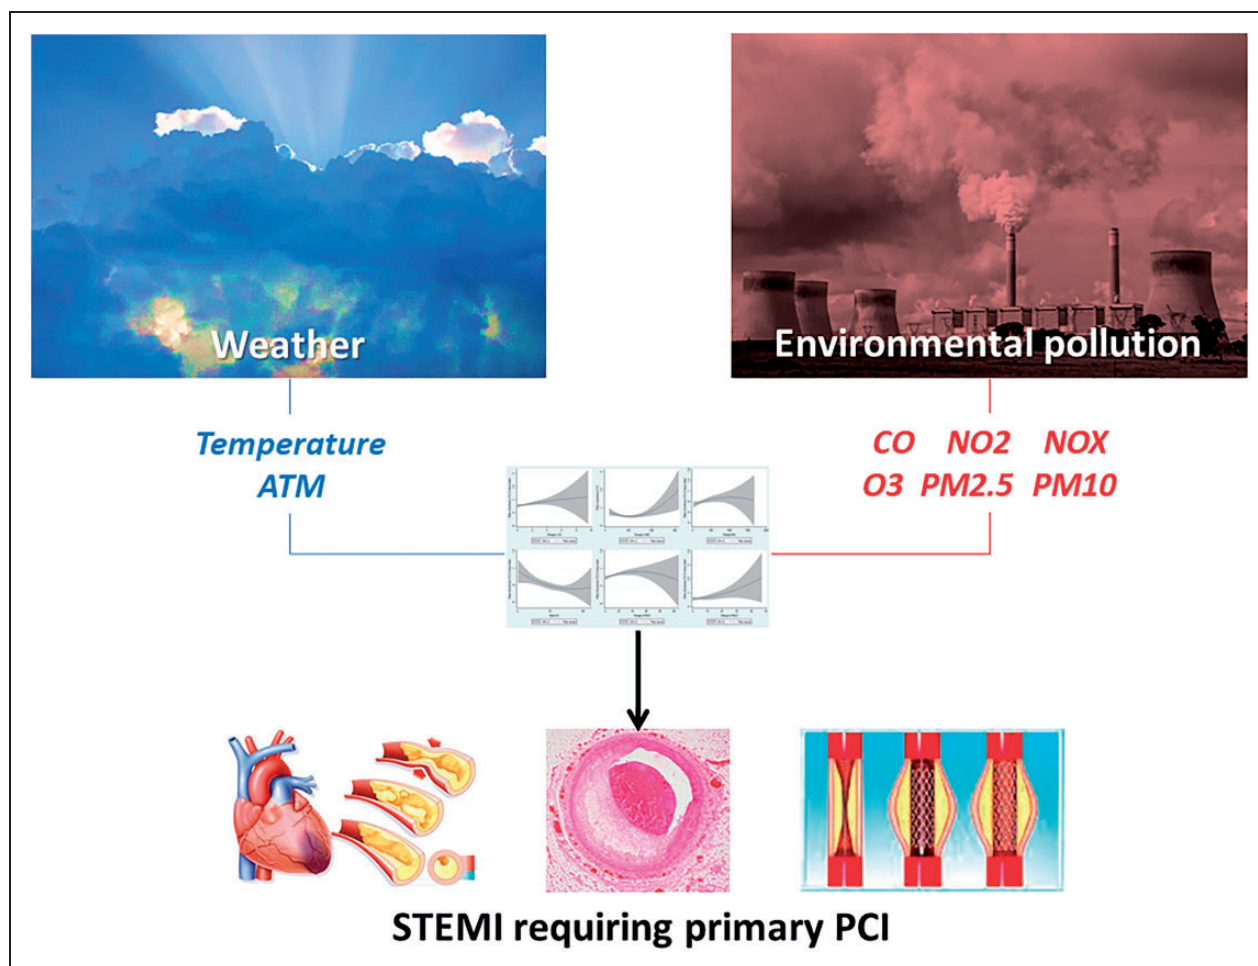 Weather
Environmental pollution
Temperature
ATM
CO NO2 NOX
O3 PM2.5 PM10
STEMI requiring primary PCI